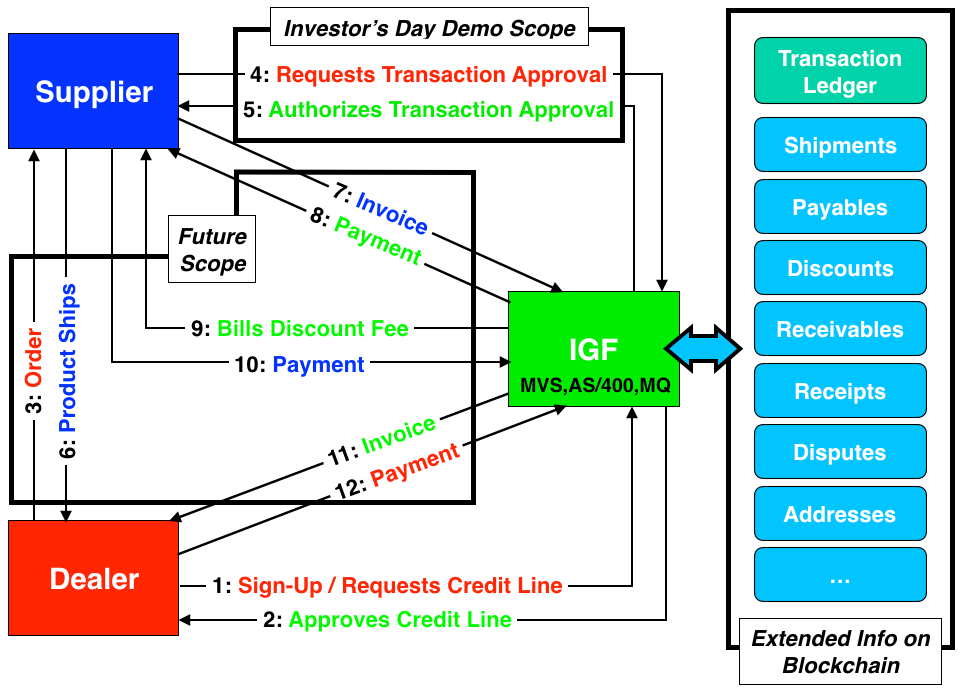 Investor's Day Demo Scope
Supplier
4: Requests Transaction Approval
5: Authorizes Transaction Approval
7: Invoice
8: Payment
Future
Scope
9: Bills Discount Fee
10: Payment
3: Order
6: Product Ships
IGF
MVS,AS/400,MQ
11: Invoice
12: Payment
Dealer
1: Sign-Up / Requests Credit Line
2: Approves Credit Line
Transaction
Ledger
Shipments
Payables
Discounts
Receivables
Receipts
Disputes
Addresses
...
Extended Info on
Blockchain